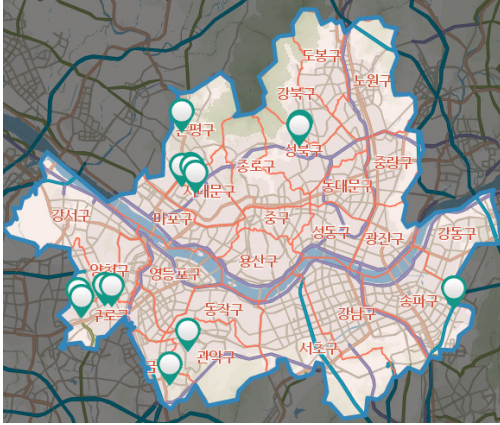 도봉구
노원구
강북구
은평구
성북구
종로구
중랑구
서대문구
동대문구
강서구
마포구
중구
성동구
광진구
강동구
용산구
양천구
영등포구
송파구
구로구
동작구
강남구
서초구
관악구
금